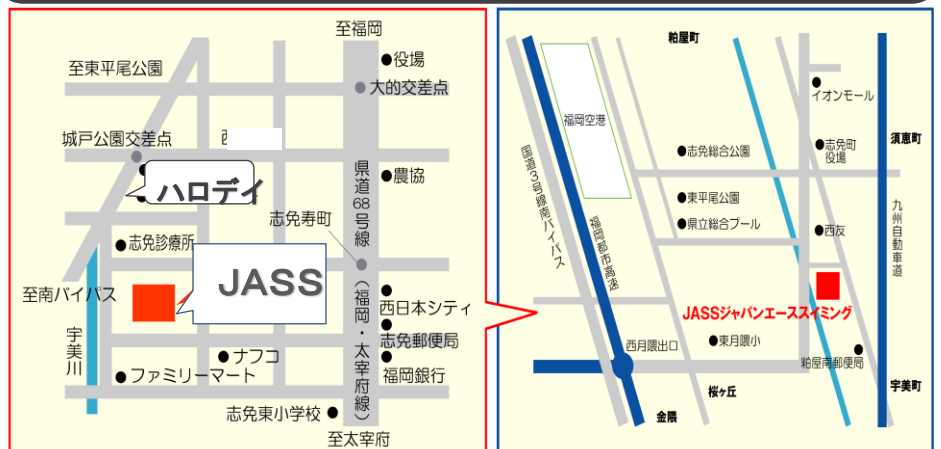 至福岡
役場
至東平尾公園
大的交差点
城戸公園交差点
ハロデイ
農協
県道68号線(福岡・太宰府線)
志免寿町
志免診療所
JASS
至南バイパス
西日本シティ
宇美川
志免郵便局
ナフコ
ファミリーマート
福岡銀行
志免東小学校
至太宰府
粕屋町
イオンモール
福岡空港
須恵町
志免町
役場
志免総合公園
国道3号線南バイパス
東平尾公園
県立総合プール
九州自動車道
福岡都市高速
西友
JASSジャパンエーススイミング
西月隈出口
東月隈小
粕屋南郵便局
桜ヶ丘
宇美町
金隈